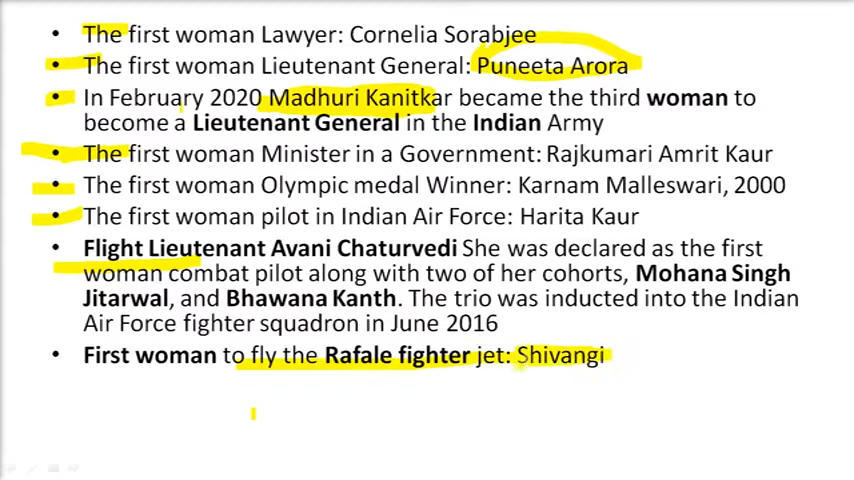 • The first woman Lawyer: Cornelia Sorabjee
• The first woman Lieutenant General: Puneeta Arora
• In February 2020 Madhuri Kanitkar became the third woman to
become a Lieutenant General in the Indian Army
• The first woman Minister in a Government: Rajkumari Amrit Kaur
• The first woman Olympic medal Winner: Karnam Malleswari, 2000
• The first woman pilot in Indian Air Force: Harita Kaur
• Flight Lieutenant Avani Chaturvedi She was declared as the first
woman combat pilot along with two of her cohorts, Mohana Singh
Jitarwal, and Bhawana Kanth. The trio was inducted into the Indian
Air Force fighter squadron in June 2016
• First woman to fly the Rafale fighter jet: Shivangi